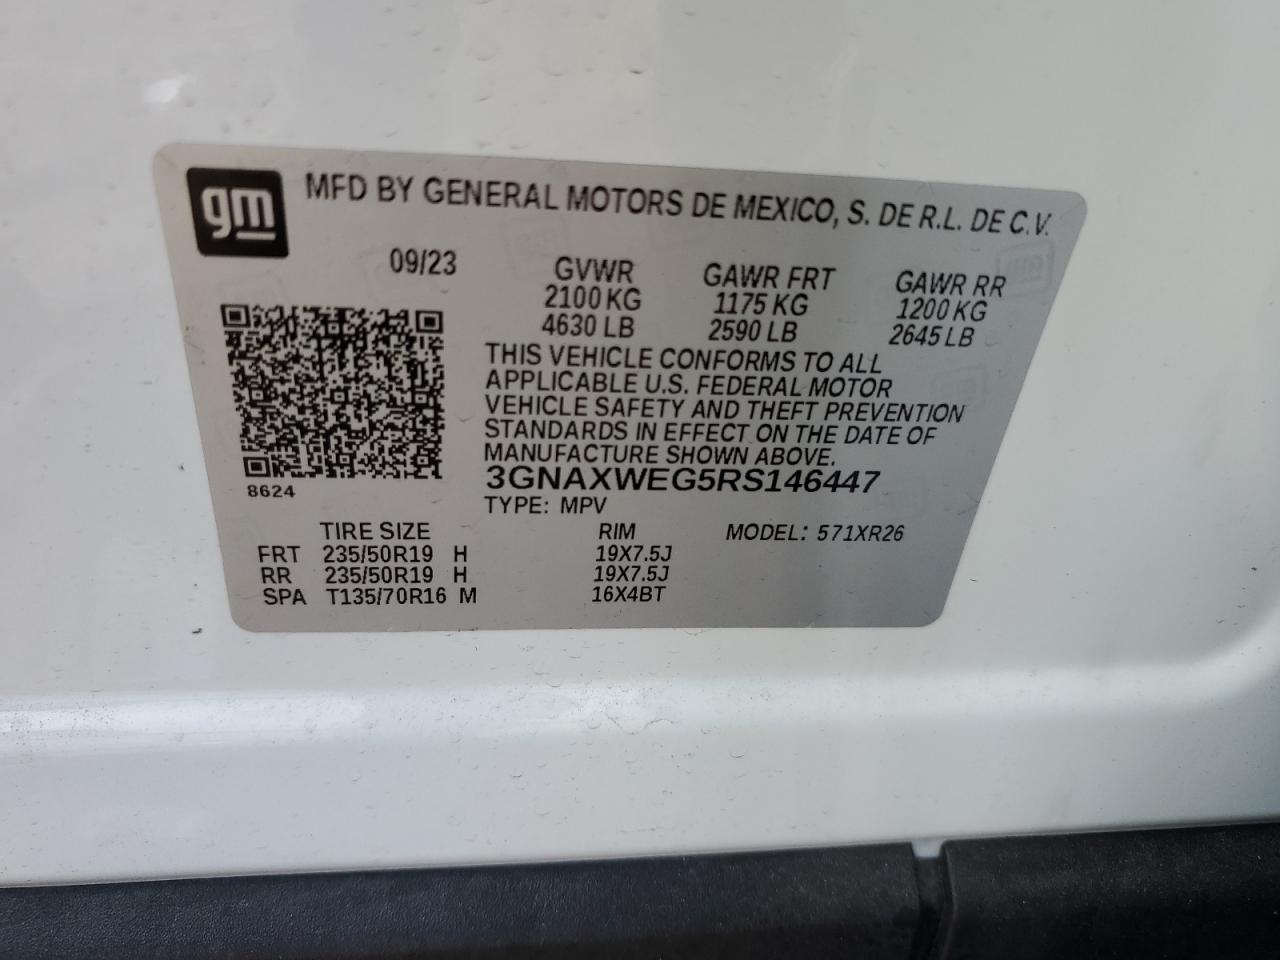 gm
MFD BY GENERAL MOTORS DE MEXICO, S. DE R.L. DE C.V.
09/23 GVWR GAWR FRT GAWR RR
2100 KG 1175 KG 1200 KG
4630 LB 2590 LB 2645 LB
THIS VEHICLE CONFORMS TO ALL
APPLICABLE U.S. FEDERAL MOTOR
VEHICLE SAFETY AND THEFT PREVENTION
STANDARDS IN EFFECT ON THE DATE OF
MANUFACTURE SHOWN ABOVE.
3GNAXWEG5RS146447
8624
TYPE: MPV
TIRE SIZE RIM MODEL: 571XR26
FRT 235/50R19 H 19X7.5J
RR 235/50R19 H 19X7.5J
SPA T135/70R16 M 16X4BT